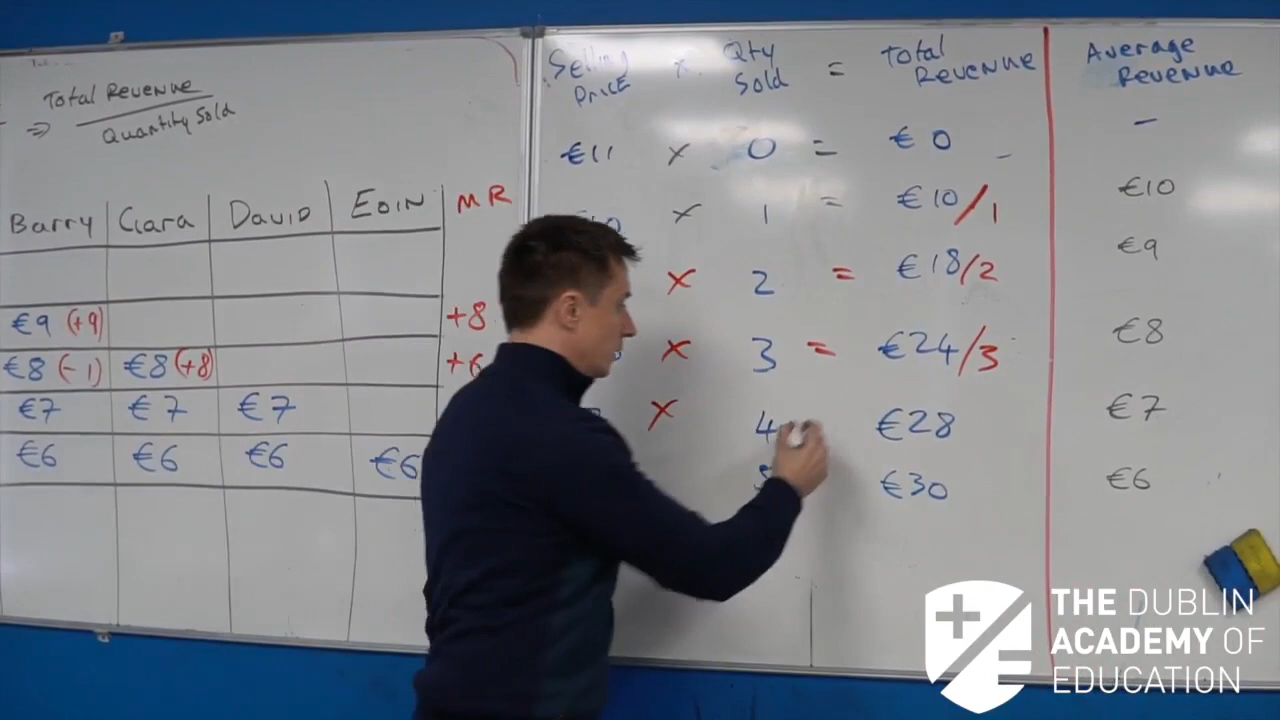 Total Revenue
=> Quantity Sold
Barry Ciara David Eoin MR
€9 (+9) +8
€8 (-1) €8 (+8) +6
€7 €7 €7
€6 €6 €6 €6
Selling Price x Qty Sold = Total Revenue Average Revenue
€11 x 0 = €0 -
x 1 = €10/1 €10
x 2 = €18/2 €9
x 3 = €24/3 €8
x 4 €28 €7
€30 €6
THE DUBLIN
ACADEMY OF
EDUCATION